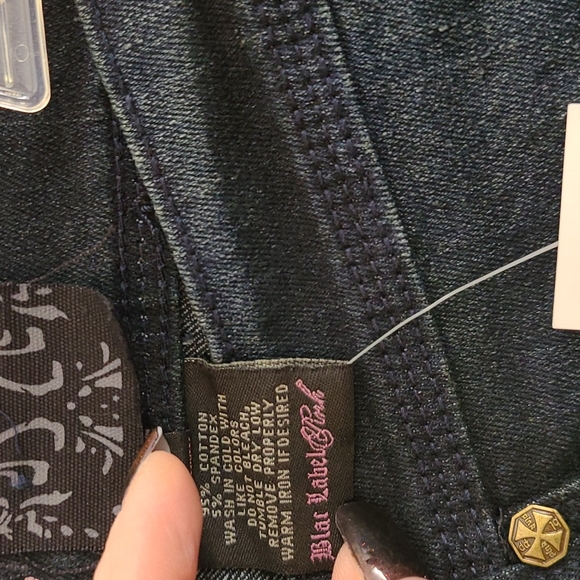 95% COTTON
5% SPANDEX
WASH IN COLD WITH
LIKE COLORS
DO NOT BLEACH,
TUMBLE DRY LOW
REMOVE PROPERLY
WARM IRON IF DESIRED
Blac Label Pink